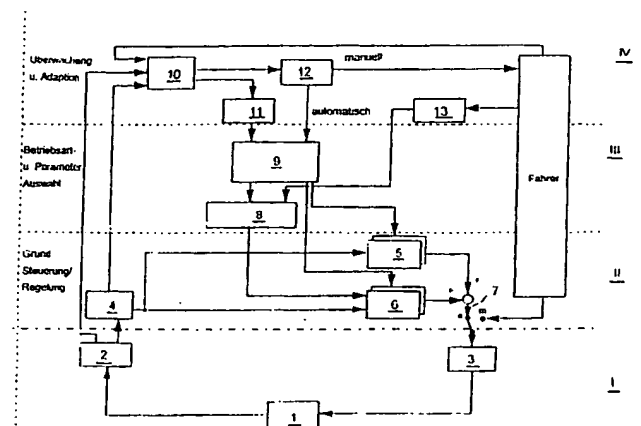 Überwachung
u. Adaption
10
12
manuell
IV
11
automatisch
13
Betriebsart-
u. Parameter
Auswahl
9
III
8
Fahrer
Grund
Steuerung/
Regelung
5
4
6
7
II
m
2
3
1
I